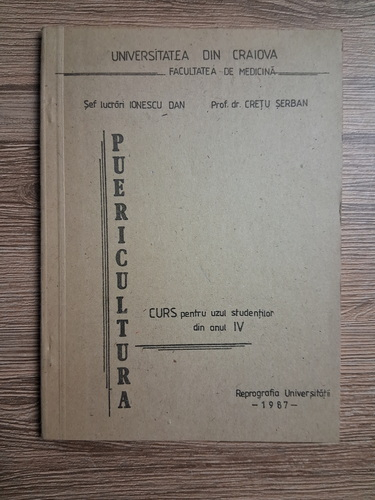 UNIVERSITATEA DIN CRAIOVA
FACULTATEA DE MEDICINĂ
Şef lucrări IONESCU DAN Prof. dr. CREŢU ŞERBAN
PUERICULTURA
CURS pentru uzul studenţilor
din anul IV
Reprografia Universităţii
- 1987 -